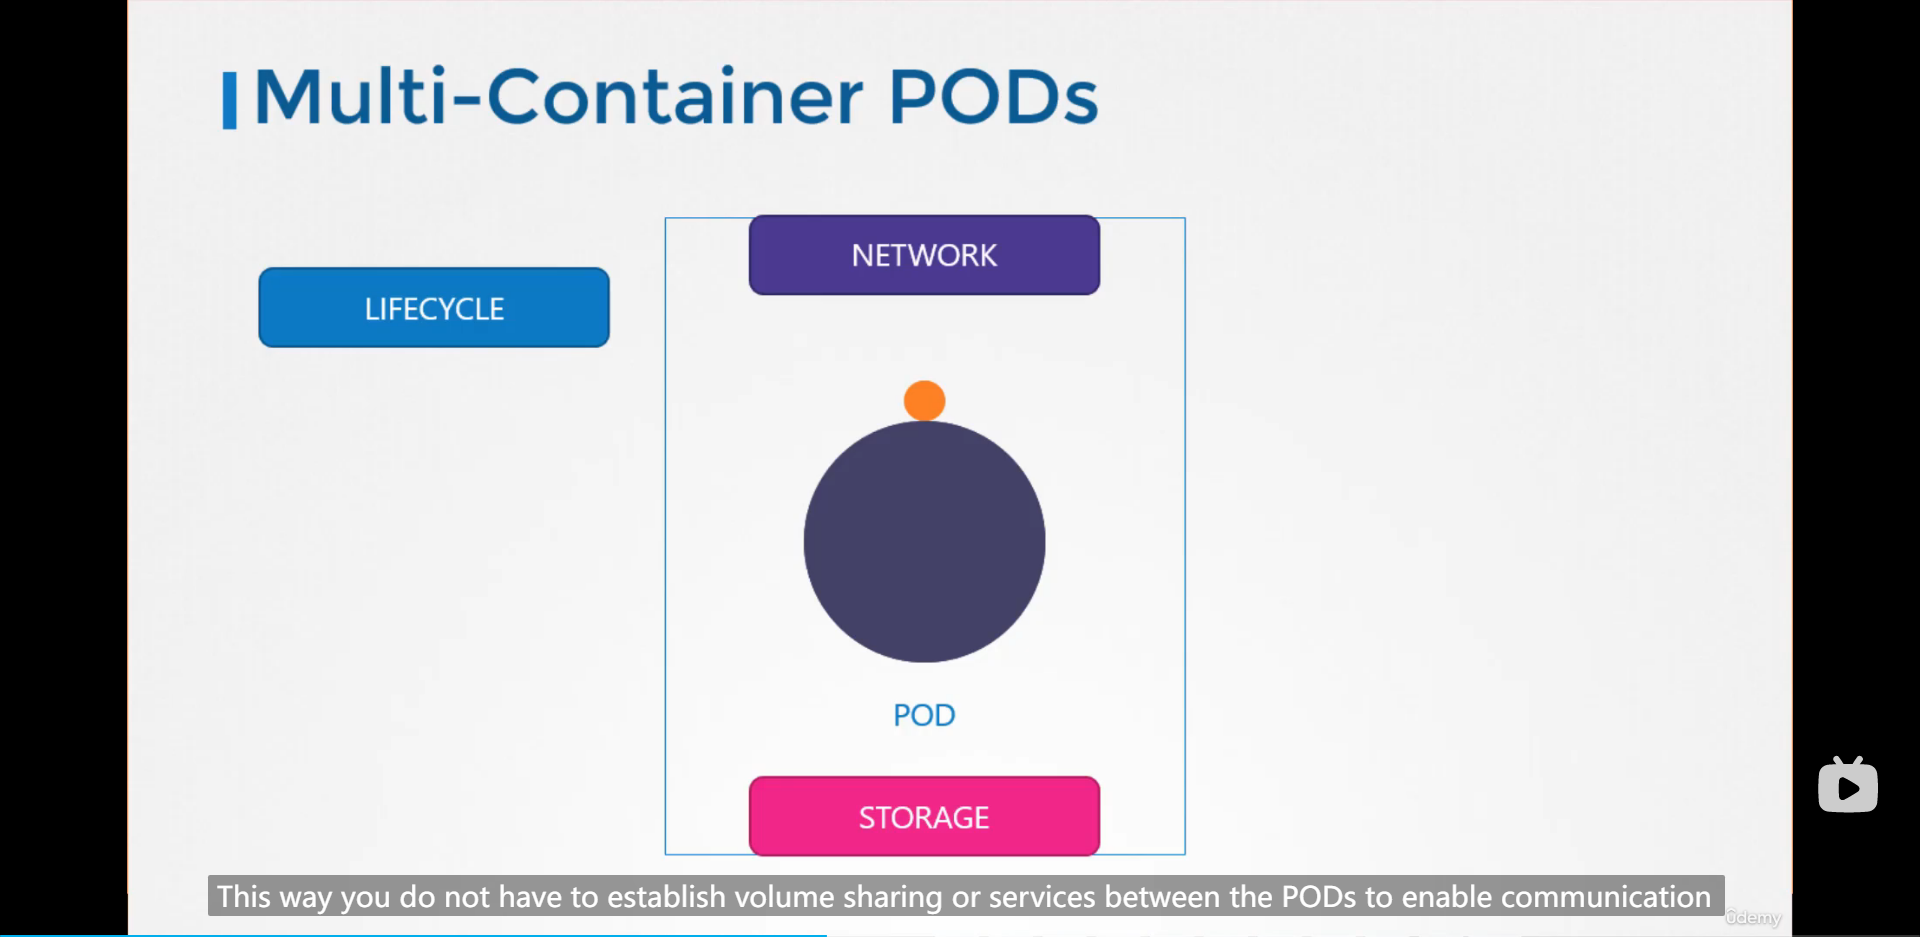 Multi-Container PODs
NETWORK
LIFECYCLE
POD
STORAGE
This way you do not have to establish volume sharing or services between the PODs to enable communication
ûdemy